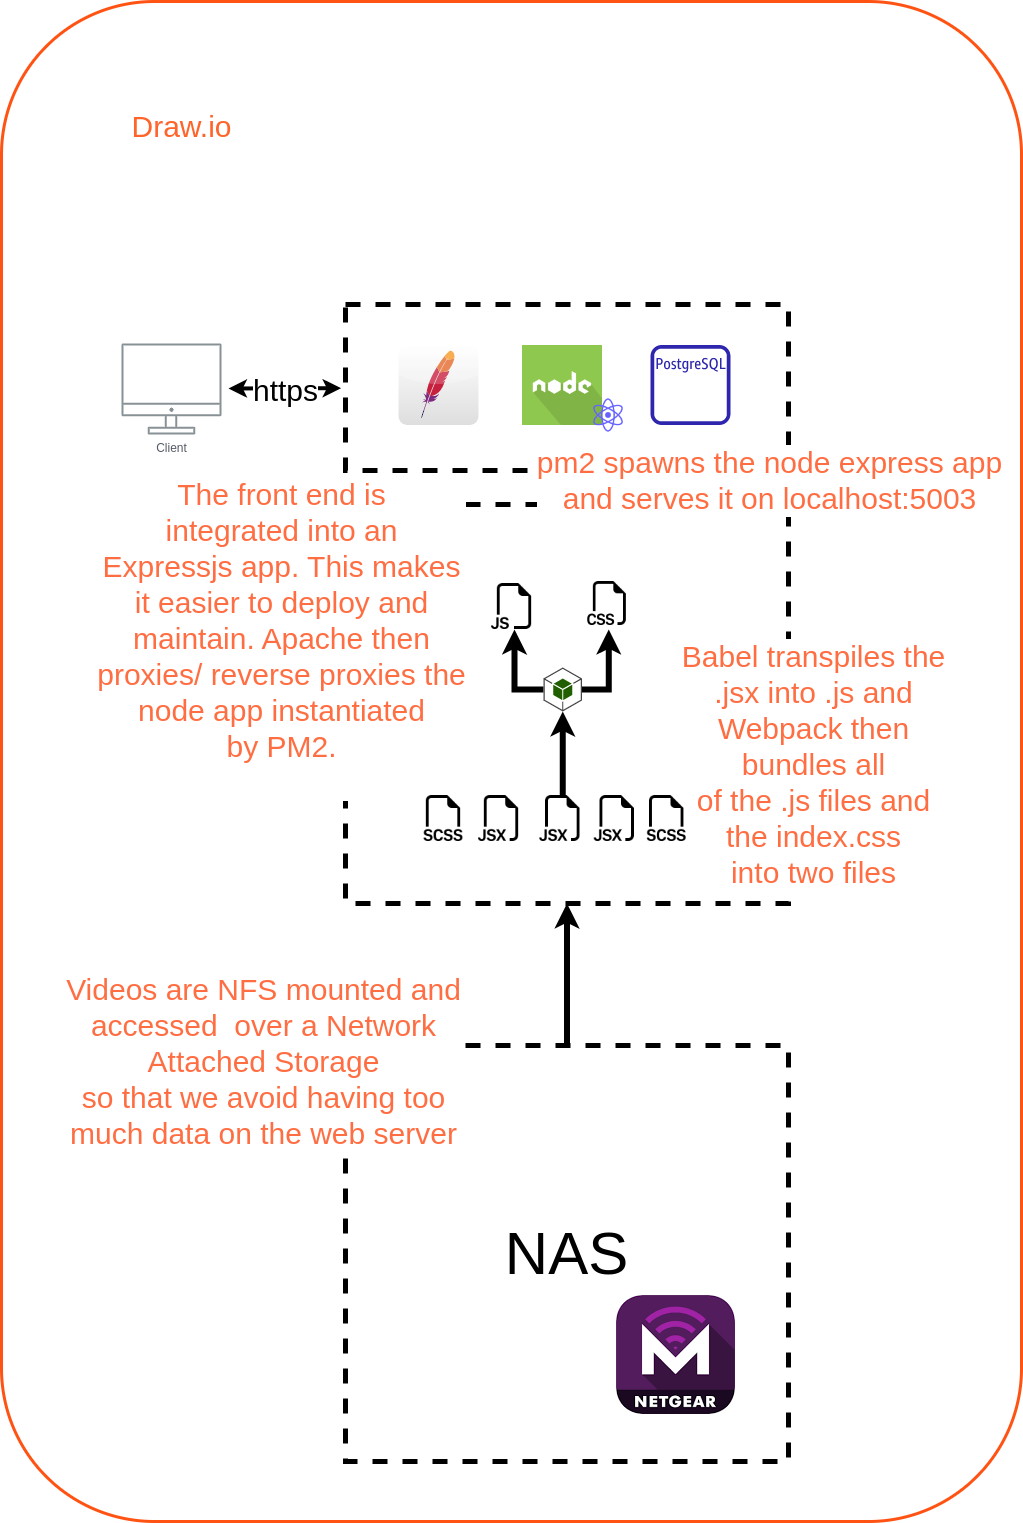 Draw.io
https
Client
node
PostgreSQL
pm2 spawns the node express app
and serves it on localhost:5003
The front end is
integrated into an
Expressjs app. This makes
it easier to deploy and
maintain. Apache then
proxies/ reverse proxies the
node app instantiated
by PM2.
JS
CSS
Babel transpiles the
.jsx into .js and
Webpack then
bundles all
of the .js files and
the index.css
into two files
SCSS
JSX
JSX
JSX
SCSS
Videos are NFS mounted and
accessed  over a Network
Attached Storage
so that we avoid having too
much data on the web server
NAS
M
NETGEAR